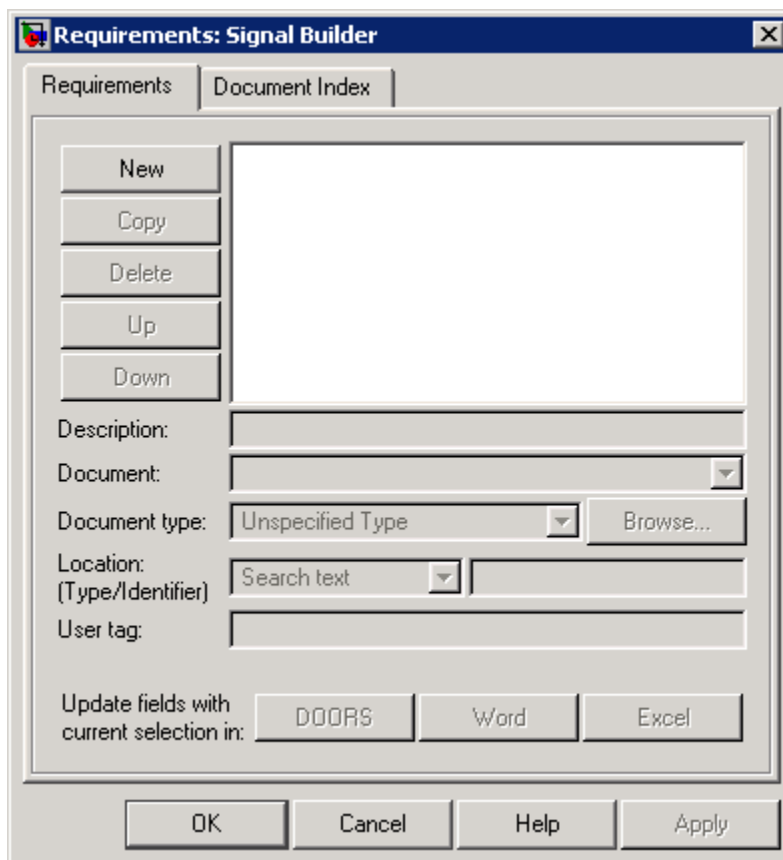 Requirements: Signal Builder
Requirements
Document Index
New
Copy
Delete
Up
Down
Description:
Document:
Document type:
Unspecified Type
Browse...
Location:
(Type/Identifier)
Search text
User tag:
Update fields with
current selection in:
DOORS
Word
Excel
OK
Cancel
Help
Apply